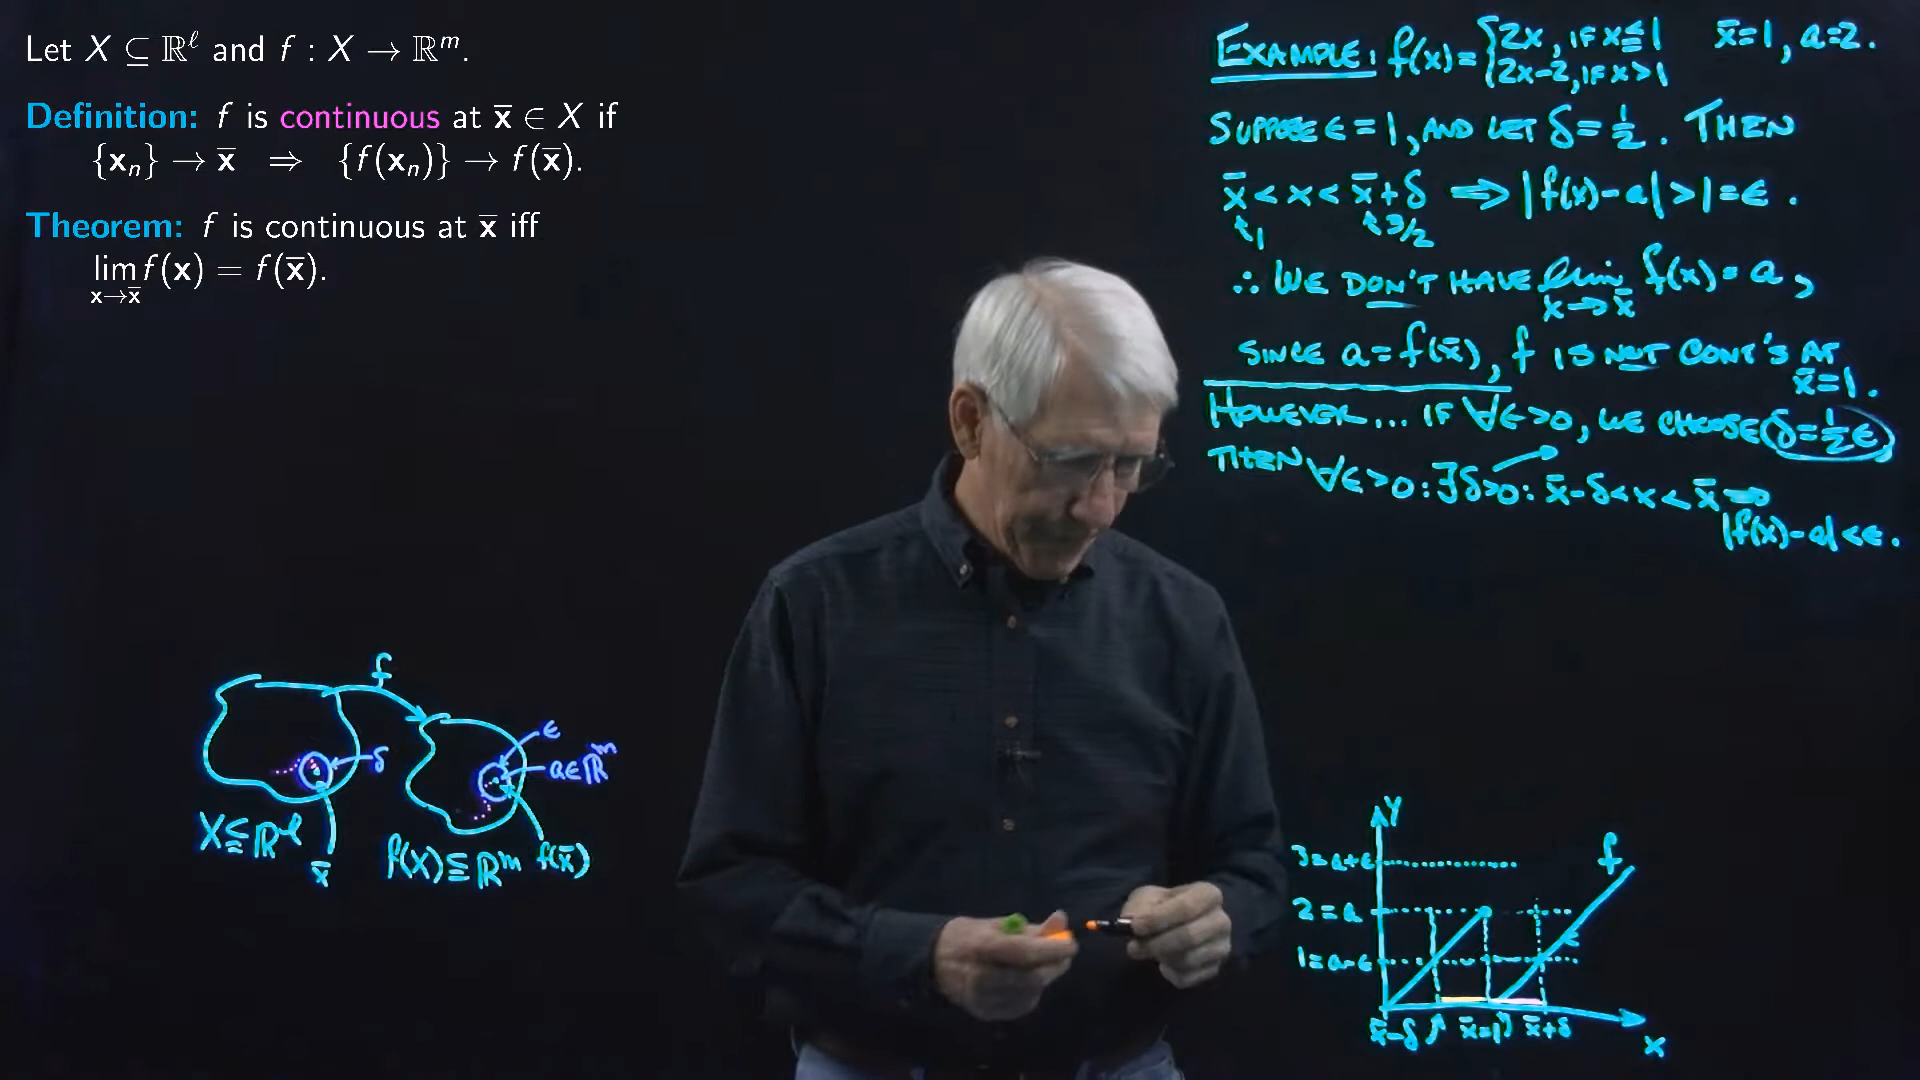 Let X ⊆ ℝ^ℓ and f : X → ℝ^m.
Definition: f is continuous at x̄ ∈ X if
{xₙ} → x̄ ⇒ {f(xₙ)} → f(x̄).
Theorem: f is continuous at x̄ iff
lim f(x) = f(x̄).
x→x̄
EXAMPLE: f(x) = { 2x, IF x ≦ 1 x̄=1, a=2.
2x-2, IF x > 1
SUPPOSE ε = 1, AND LET δ = 1/2. THEN
x̄ < x < x̄+δ ⟹ |f(x)-a| > 1 = ε.
1 3/2
∴ WE DON'T HAVE lim f(x) = a,
x→x̄
SINCE a = f(x̄), f IS NOT CONT'S AT
x̄=1.
HOWEVER... IF ∀ε>0, WE CHOOSE δ=½ε
THEN ∀ε>0: ∃δ>0: x̄-δ<x<x̄ ⟹
|f(x)-a|<ε.
f
ε
δ
a∈ℝ^m
X ≦ ℝ^ℓ
x̄
f(X) ≦ ℝ^m
f(x̄)
Y
f
3=a+ε
2=a
1=a-ε
x̄-δ x̄=1 x̄+δ
x